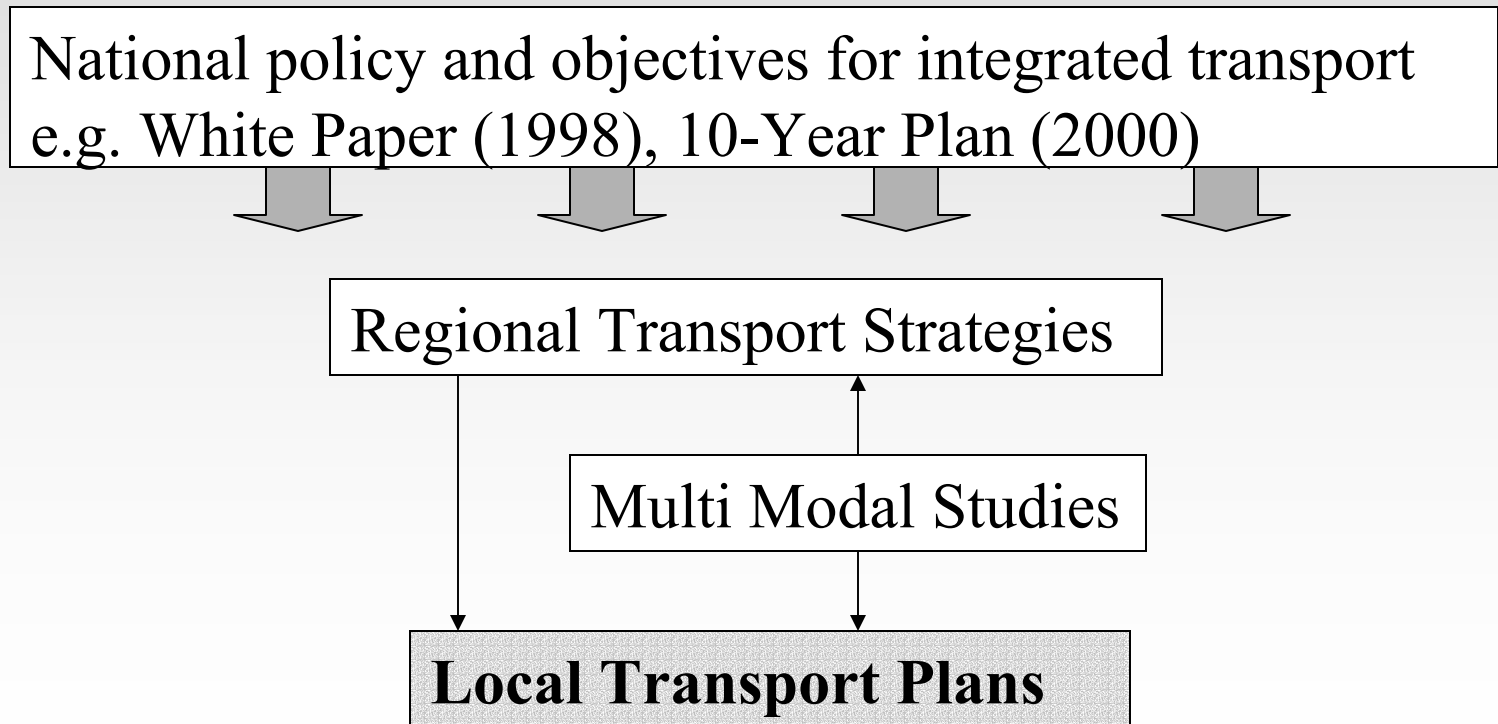 National policy and objectives for integrated transport
e.g. White Paper (1998), 10-Year Plan (2000)
Regional Transport Strategies
Multi Modal Studies
Local Transport Plans